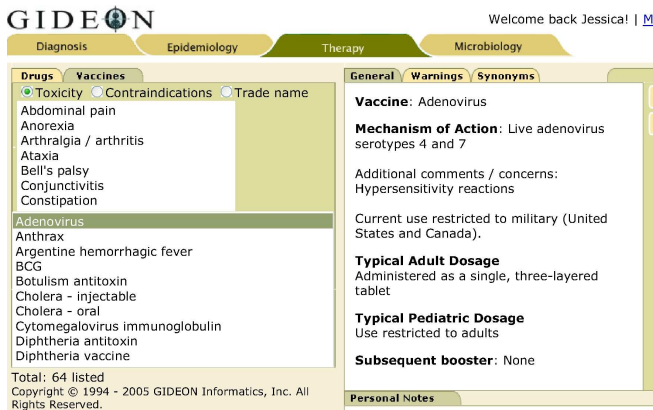 GIDEON
Welcome back Jessica! | M
Diagnosis
Epidemiology
Therapy
Microbiology
Drugs
Vaccines
Toxicity
Contraindications
Trade name
Abdominal pain
Anorexia
Arthralgia / arthritis
Ataxia
Bell's palsy
Conjunctivitis
Constipation
Adenovirus
Anthrax
Argentine hemorrhagic fever
BCG
Botulism antitoxin
Cholera - injectable
Cholera - oral
Cytomegalovirus immunoglobulin
Diphtheria antitoxin
Diphtheria vaccine
Total: 64 listed
Copyright © 1994 - 2005 GIDEON Informatics, Inc. All
Rights Reserved.
General
Warnings
Synonyms
Vaccine: Adenovirus
Mechanism of Action: Live adenovirus
serotypes 4 and 7
Additional comments / concerns:
Hypersensitivity reactions
Current use restricted to military (United
States and Canada).
Typical Adult Dosage
Administered as a single, three-layered
tablet
Typical Pediatric Dosage
Use restricted to adults
Subsequent booster: None
Personal Notes